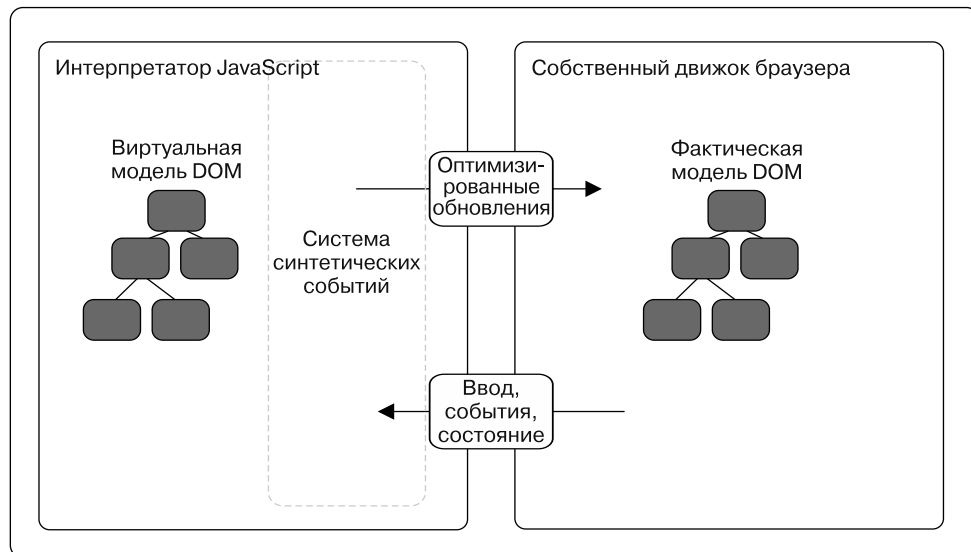 Интерпретатор JavaScript
Собственный движок браузера
Виртуальная
модель DOM
Оптимизи-
рованные
обновления
Фактическая
модель DOM
Система
синтетических
событий
Ввод,
события,
состояние